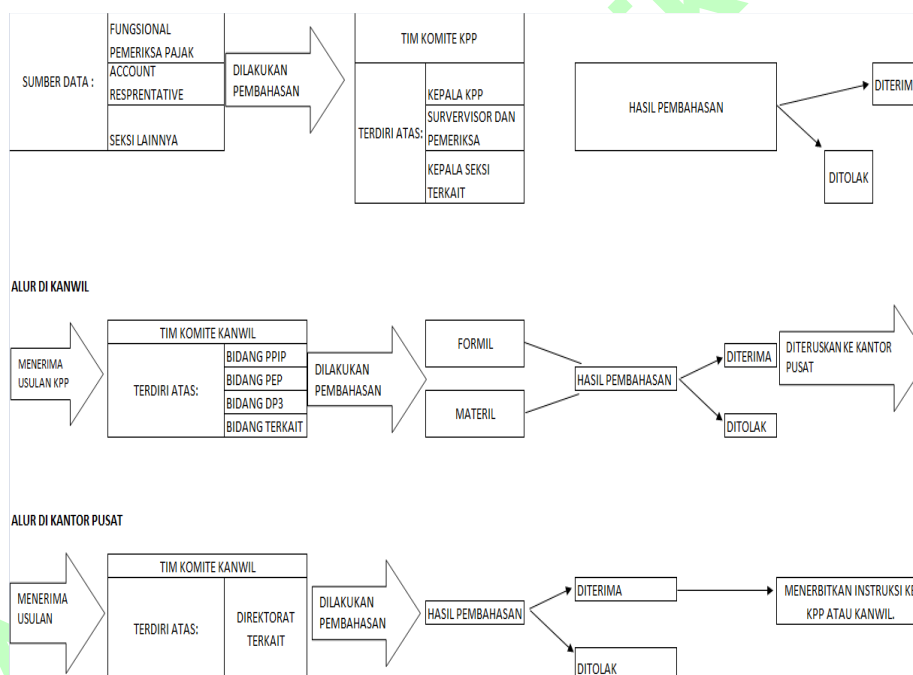 FUNGSIONAL
PEMERIKSA PAJAK
SUMBER DATA :
ACCOUNT
RESPRENTATIVE
SEKSI LAINNYA
DILAKUKAN
PEMBAHASAN
TIM KOMITE KPP
TERDIRI ATAS:
KEPALA KPP
SURVERVISOR DAN
PEMERIKSA
KEPALA SEKSI
TERKAIT
HASIL PEMBAHASAN
DITERIM
DITOLAK
ALUR DI KANWIL
MENERIMA
USULAN KPP
TIM KOMITE KANWIL
TERDIRI ATAS:
BIDANG PPIP
BIDANG PEP
BIDANG DP3
BIDANG TERKAIT
DILAKUKAN
PEMBAHASAN
FORMIL
MATERIL
HASIL PEMBAHASAN
DITERIMA
DITOLAK
DITERUSKAN KE KANTOR
PUSAT
ALUR DI KANTOR PUSAT
MENERIMA
USULAN
TIM KOMITE KANWIL
TERDIRI ATAS:
DIREKTORAT
TERKAIT
DILAKUKAN
PEMBAHASAN
HASIL PEMBAHASAN
DITERIMA
DITOLAK
MENERBITKAN INSTRUKSI KE
KPP ATAU KANWIL.